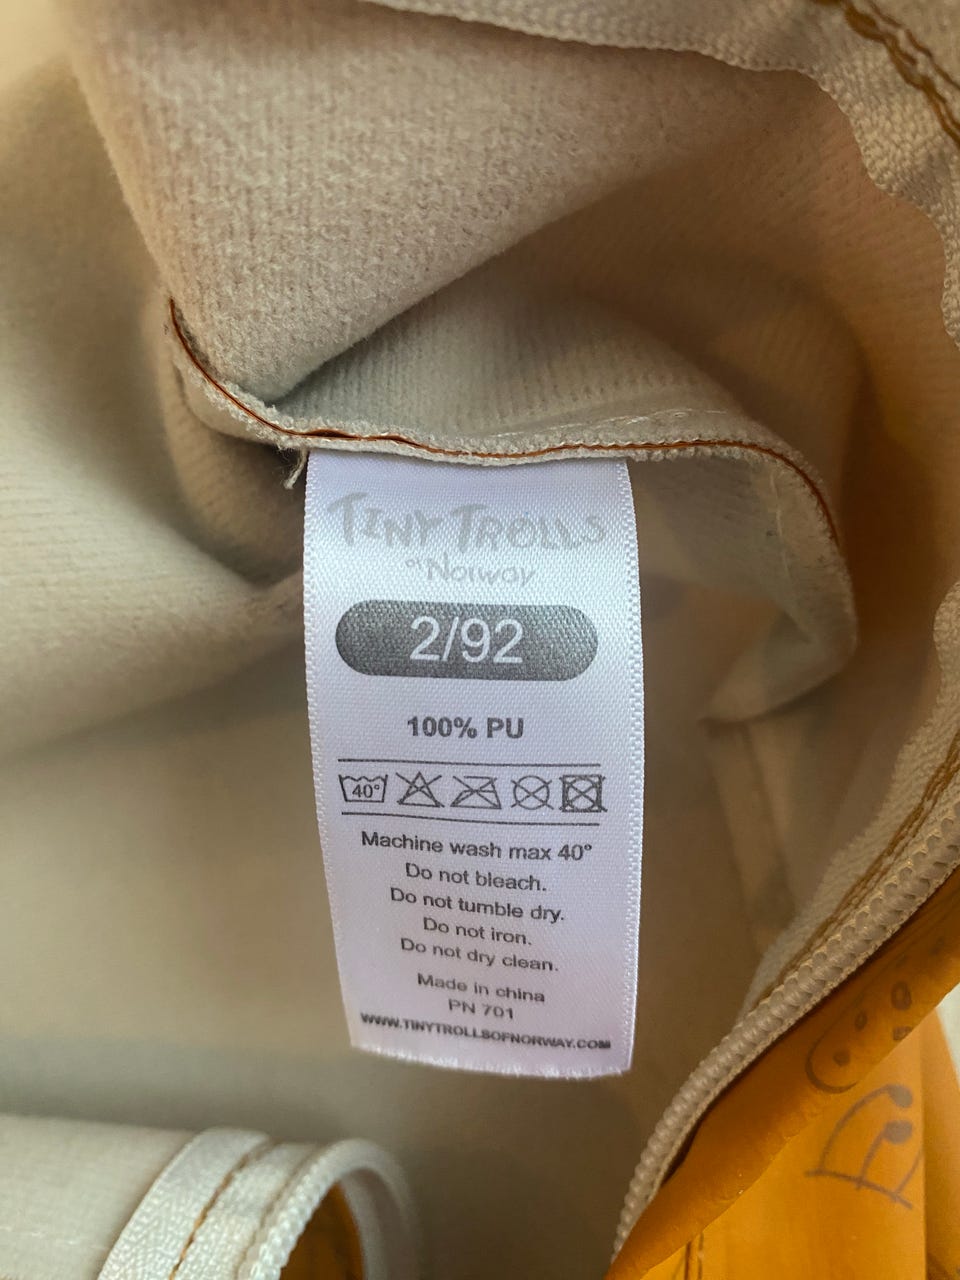 TINY TROLLS
of Norway
2/92
100% PU
40°
Machine wash max 40°
Do not bleach.
Do not tumble dry.
Do not iron.
Do not dry clean.
Made in china
PN 701
WWW.TINYTROLLSOFNORWAY.COM